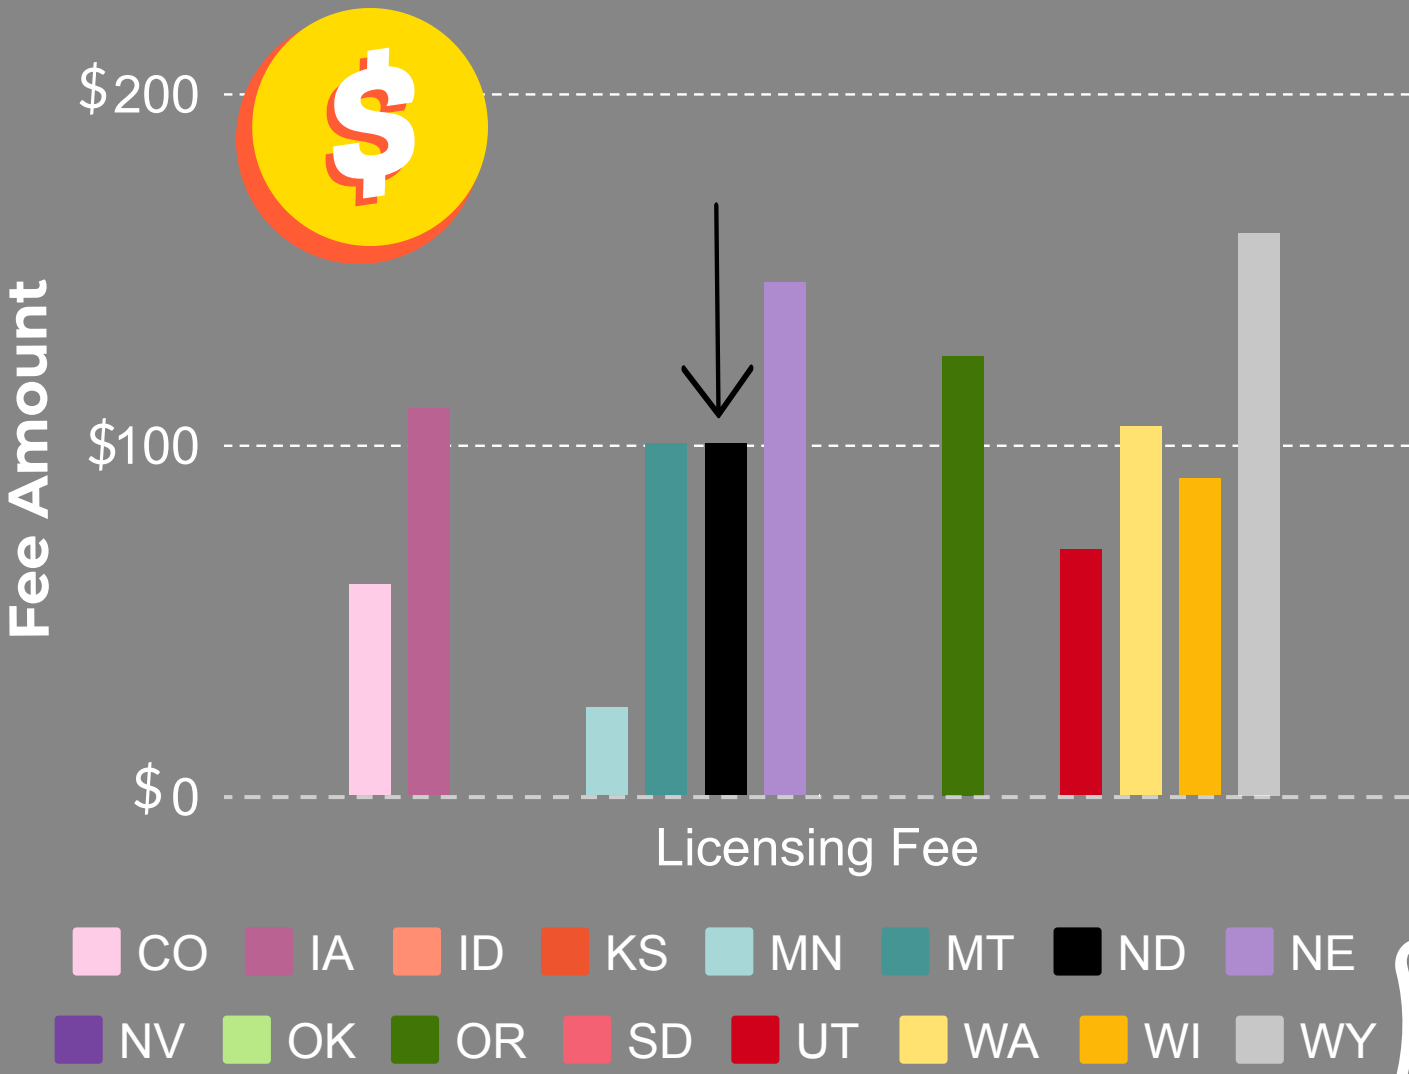 $
$200
Fee Amount
$100
$0
Licensing Fee
CO IA ID KS MN MT ND NE
NV OK OR SD UT WA WI WY